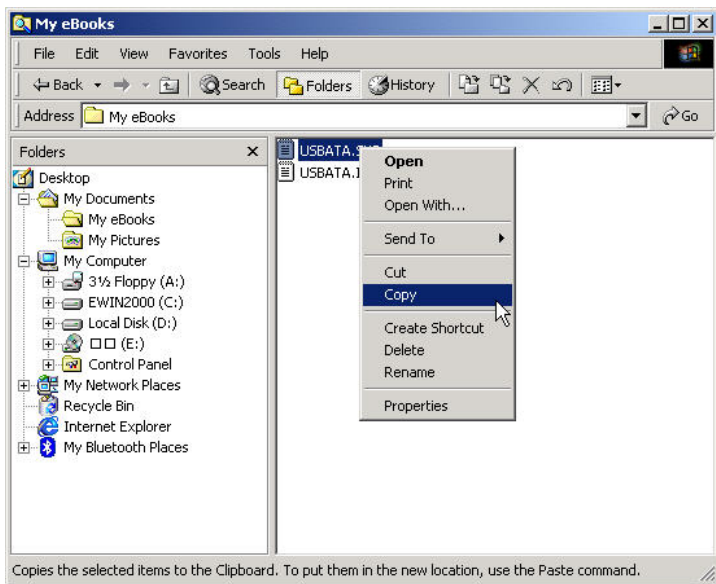 My eBooks
File Edit View Favorites Tools Help
Back Search Folders History
Address My eBooks Go
Folders
Desktop
My Documents
My eBooks
My Pictures
My Computer
3½ Floppy (A:)
EWIN2000 (C:)
Local Disk (D:)
□□ (E:)
Control Panel
My Network Places
Recycle Bin
Internet Explorer
My Bluetooth Places
Open
Print
Open With...
Send To
Cut
Copy
Create Shortcut
Delete
Rename
Properties
Copies the selected items to the Clipboard. To put them in the new location, use the Paste command.